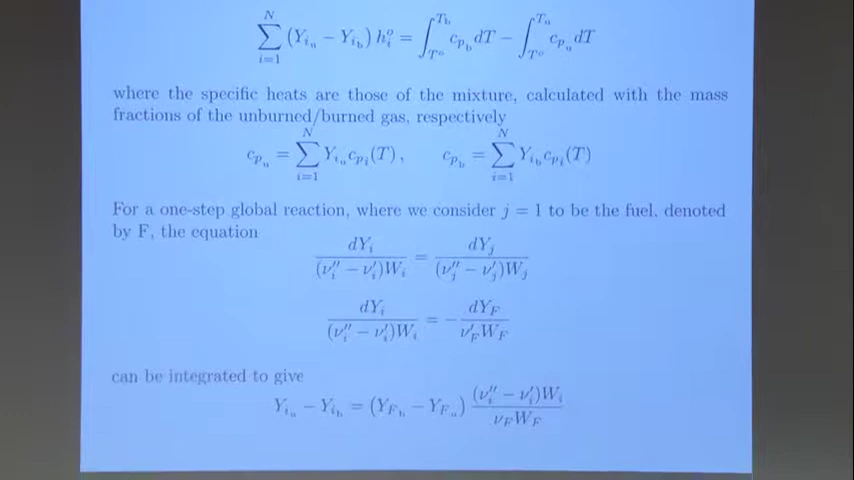 $$\sum_{i=1}^{N} (Y_{i_u} - Y_{i_b}) h_i^o = \int_{T^o}^{T_b} c_{p_b} dT - \int_{T^o}^{T_u} c_{p_u} dT$$
where the specific heats are those of the mixture, calculated with the mass
fractions of the unburned/burned gas, respectively
$$c_{p_u} = \sum_{i=1}^{N} Y_{i_u} c_{p_i}(T), \qquad c_{p_b} = \sum_{i=1}^{N} Y_{i_b} c_{p_i}(T)$$
For a one-step global reaction, where we consider $j = 1$ to be the fuel, denoted
by F, the equation
$$\frac{dY_i}{(\nu_i'' - \nu_i')W_i} = \frac{dY_j}{(\nu_j'' - \nu_j')W_j}$$
$$\frac{dY_i}{(\nu_i'' - \nu_i')W_i} = -\frac{dY_F}{\nu_F' W_F}$$
can be integrated to give
$$Y_{i_u} - Y_{i_b} = (Y_{F_b} - Y_{F_u}) \frac{(\nu_i'' - \nu_i')W_i}{\nu_F W_F}$$